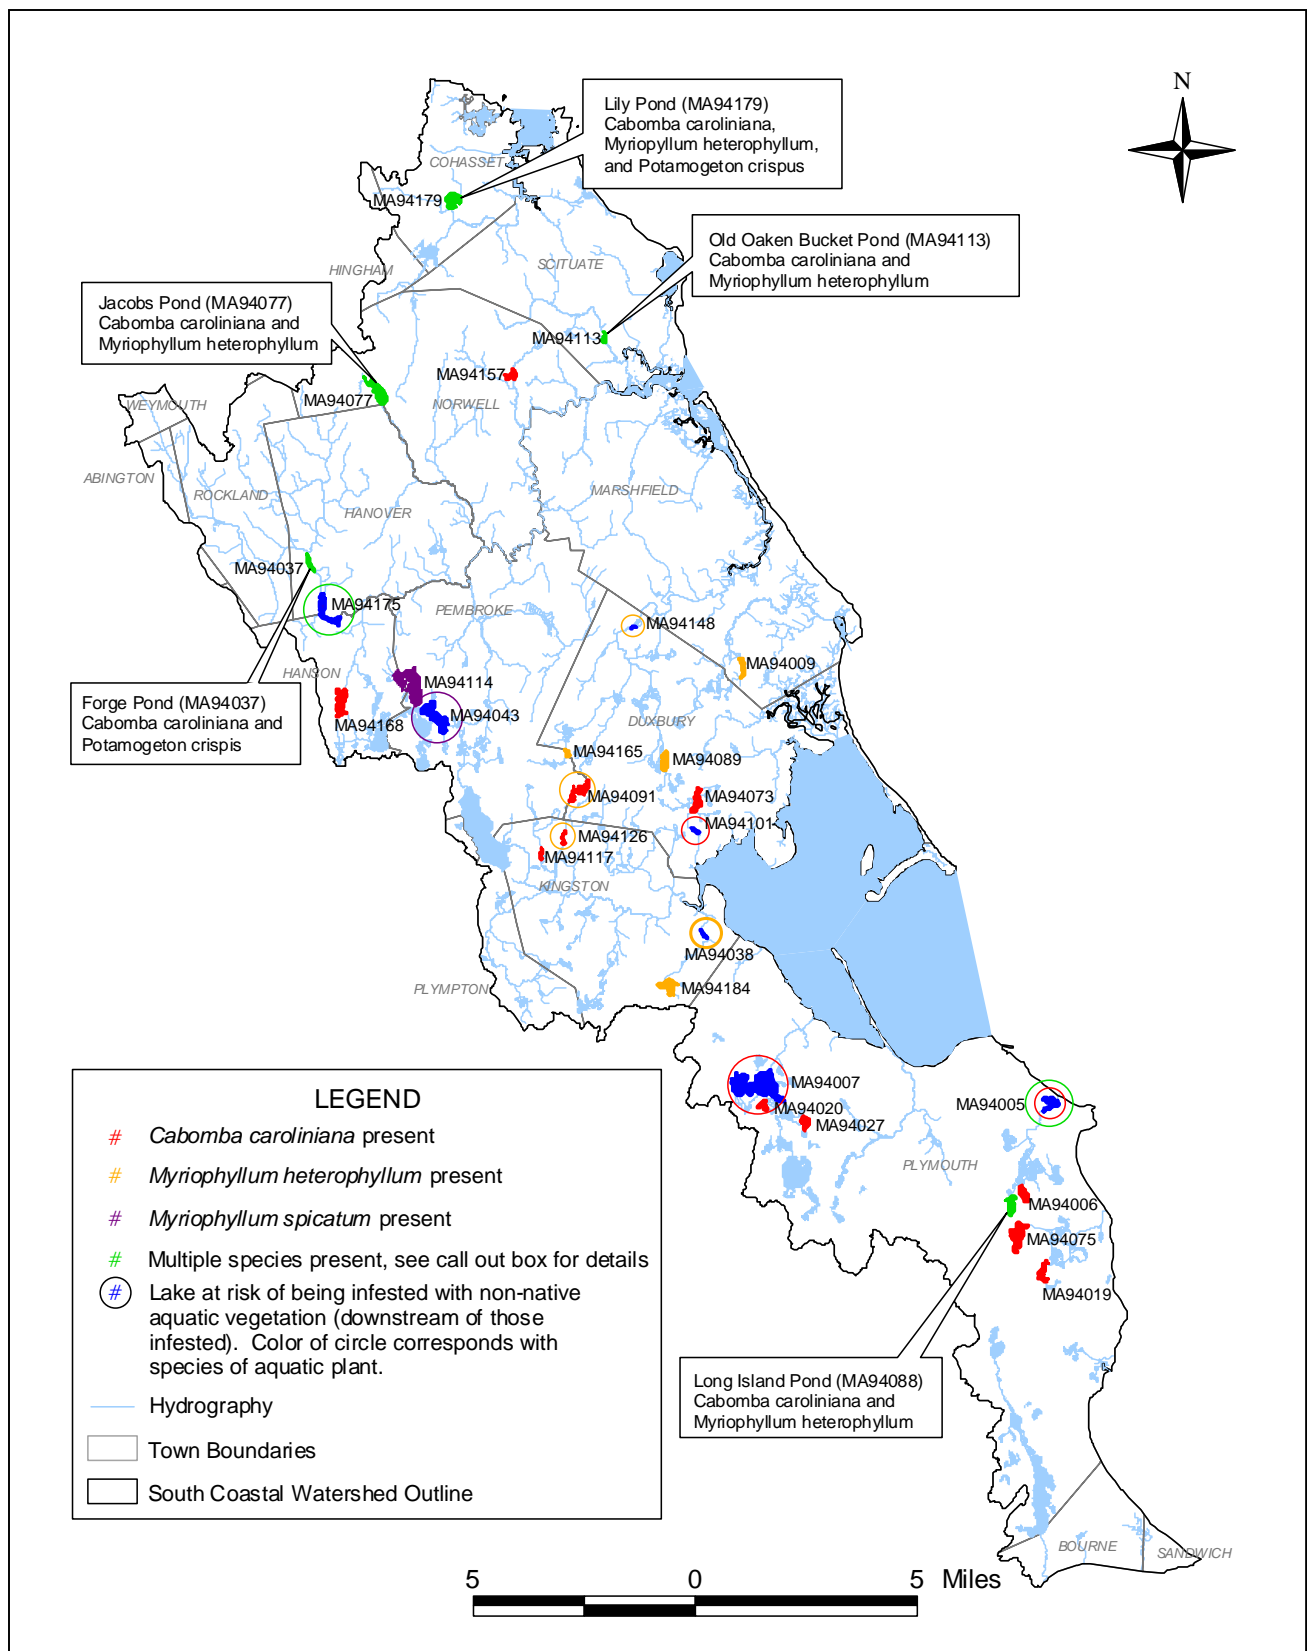 N
Lily Pond (MA94179)
Cabomba caroliniana,
Myriopyllum heterophyllum,
and Potamogeton crispus
COHASSET
MA94179
Old Oaken Bucket Pond (MA94113)
Cabomba caroliniana and
Myriophyllum heterophyllum
HINGHAM
SCITUATE
Jacobs Pond (MA94077)
Cabomba caroliniana and
Myriophyllum heterophyllum
MA94113
MA94157
MA94077
NORWELL
WEYMOUTH
ABINGTON
ROCKLAND
HANOVER
MARSHFIELD
MA94037
MA94175
PEMBROKE
MA94148
MA94009
HANSON
MA94114
MA94043
MA94168
Forge Pond (MA94037)
Cabomba caroliniana and
Potamogeton crispis
DUXBURY
MA94165
MA94089
MA94091
MA94073
MA94101
MA94126
MA94117
KINGSTON
MA94038
MA94184
PLYMPTON
MA94007
MA94020
MA94027
MA94005
PLYMOUTH
MA94006
MA94075
MA94019
Long Island Pond (MA94088)
Cabomba caroliniana and
Myriophyllum heterophyllum
LEGEND
# Cabomba caroliniana present
# Myriophyllum heterophyllum present
# Myriophyllum spicatum present
# Multiple species present, see call out box for details
# Lake at risk of being infested with non-native
aquatic vegetation (downstream of those
infested). Color of circle corresponds with
species of aquatic plant.
Hydrography
Town Boundaries
South Coastal Watershed Outline
BOURNE
SANDWICH
5 0 5 Miles